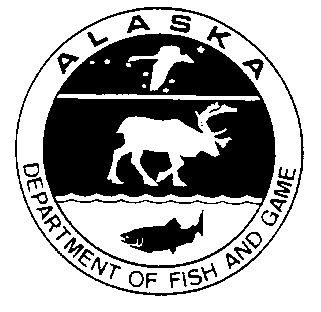 ALASKA
DEPARTMENT OF FISH AND GAME